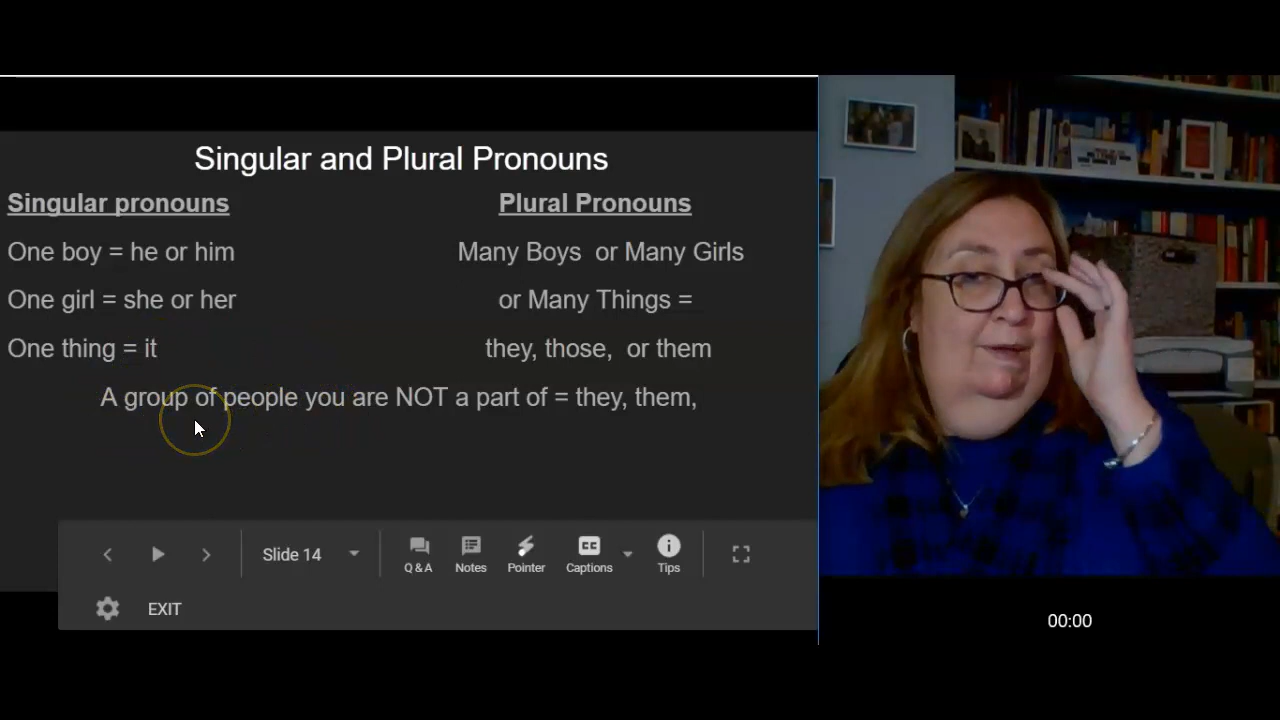 Singular and Plural Pronouns
Singular pronouns
One boy = he or him
One girl = she or her
One thing = it
Plural Pronouns
Many Boys or Many Girls
or Many Things =
they, those, or them
A group of people you are NOT a part of = they, them,
Slide 14
Q & A
Notes
Pointer
CC
Captions
Tips
EXIT
00:00